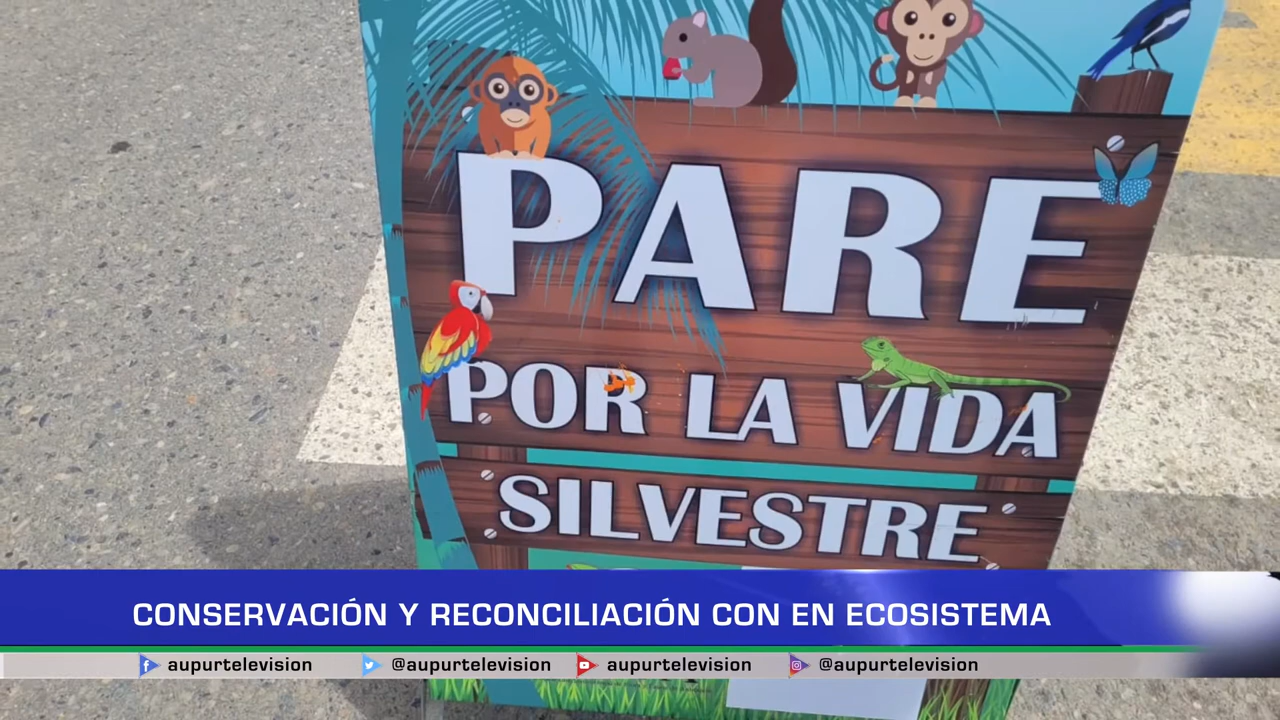 PARE
POR LA VIDA
SILVESTRE
CONSERVACIÓN Y RECONCILIACIÓN CON EN ECOSISTEMA
aupurtelevision @aupurtelevision aupurtelevision @aupurtelevision